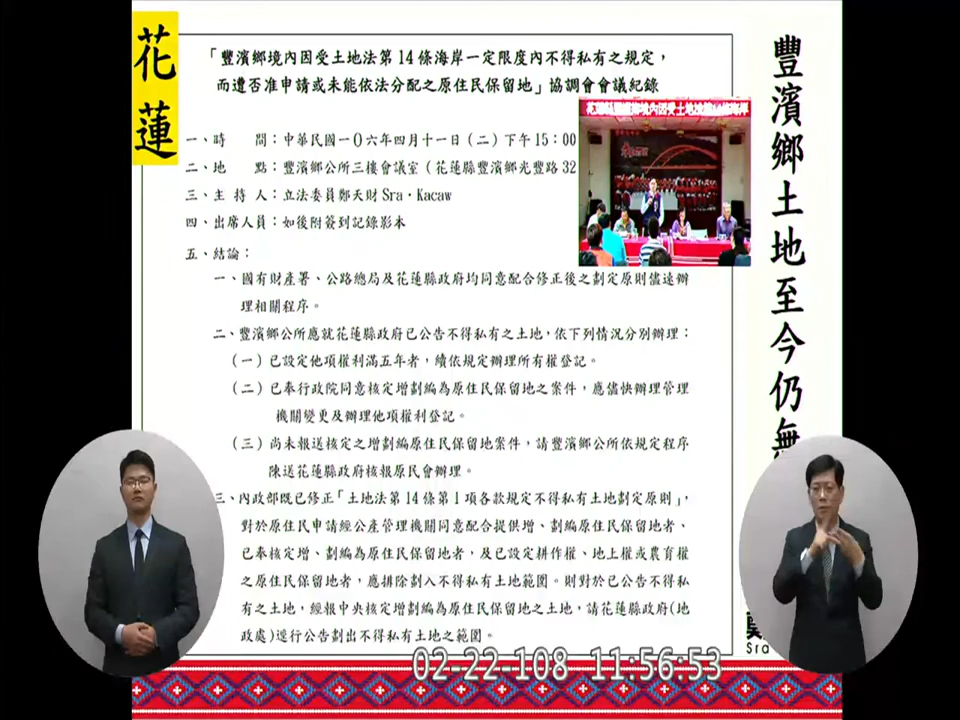 花蓮
「豐濱鄉境內因受土地法第14條海岸一定限度內不得私有之規定，
而遭否准申請或未能依法分配之原住民保留地」協調會會議紀錄
一、時　　間：中華民國一０六年四月十一日（二）下午15：00
二、地　　點：豐濱鄉公所三樓會議室（花蓮縣豐濱鄉光豐路32
三、主 持 人：立法委員鄭天財Sra‧Kacaw
四、出席人員：如後附簽到記錄影本
五、結論：
一、國有財產署、公路總局及花蓮縣政府均同意配合修正後之劃定原則儘速辦
理相關程序。
二、豐濱鄉公所應就花蓮縣政府已公告不得私有之土地，依下列情況分別辦理：
（一）已設定他項權利滿五年者，續依規定辦理所有權登記。
（二）已奉行政院同意核定增劃編為原住民保留地之案件，應儘快辦理管理
機關變更及辦理他項權利登記。
（三）尚未報送核定之增劃編原住民保留地案件，請豐濱鄉公所依規定程序
陳送花蓮縣政府核報原民會辦理。
三、內政部既已修正「土地法第14條第1項各款規定不得私有土地劃定原則」，
對於原住民申請經公產管理機關同意配合提供增、劃編原住民保留地者、
已奉核定增、劃編為原住民保留地者，及已設定耕作權、地上權或農育權
之原住民保留地者，應排除劃入不得私有土地範圍。則對於已公告不得私
有之土地，經報中央核定增劃編為原住民保留地之土地，請花蓮縣政府(地
政處)逕行公告劃出不得私有土地之範圍。
豐濱鄉土地至今仍無
Sra
02-22-108 11:56:53